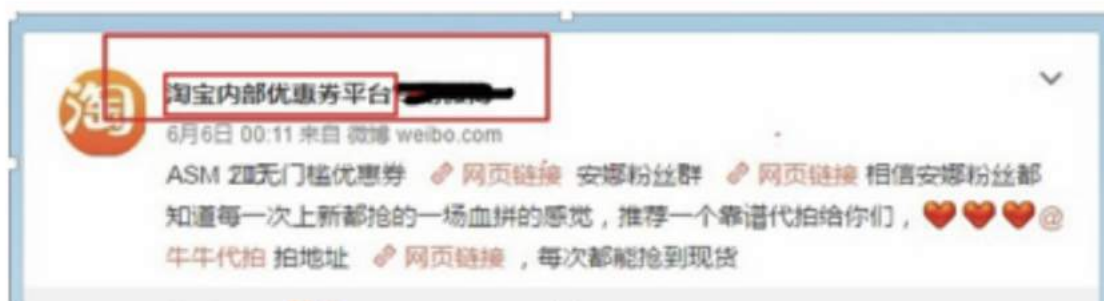 淘
淘宝内部优惠券平台
6月6日 00:11 来自 微博 weibo.com
ASM 元无门槛优惠券 网页链接 安娜粉丝群 网页链接 相信安娜粉丝都
知道每一次上新都抢的一场血拼的感觉，推荐一个靠谱代拍给你们，@
牛牛代拍 拍地址 网页链接 ，每次都能抢到现货